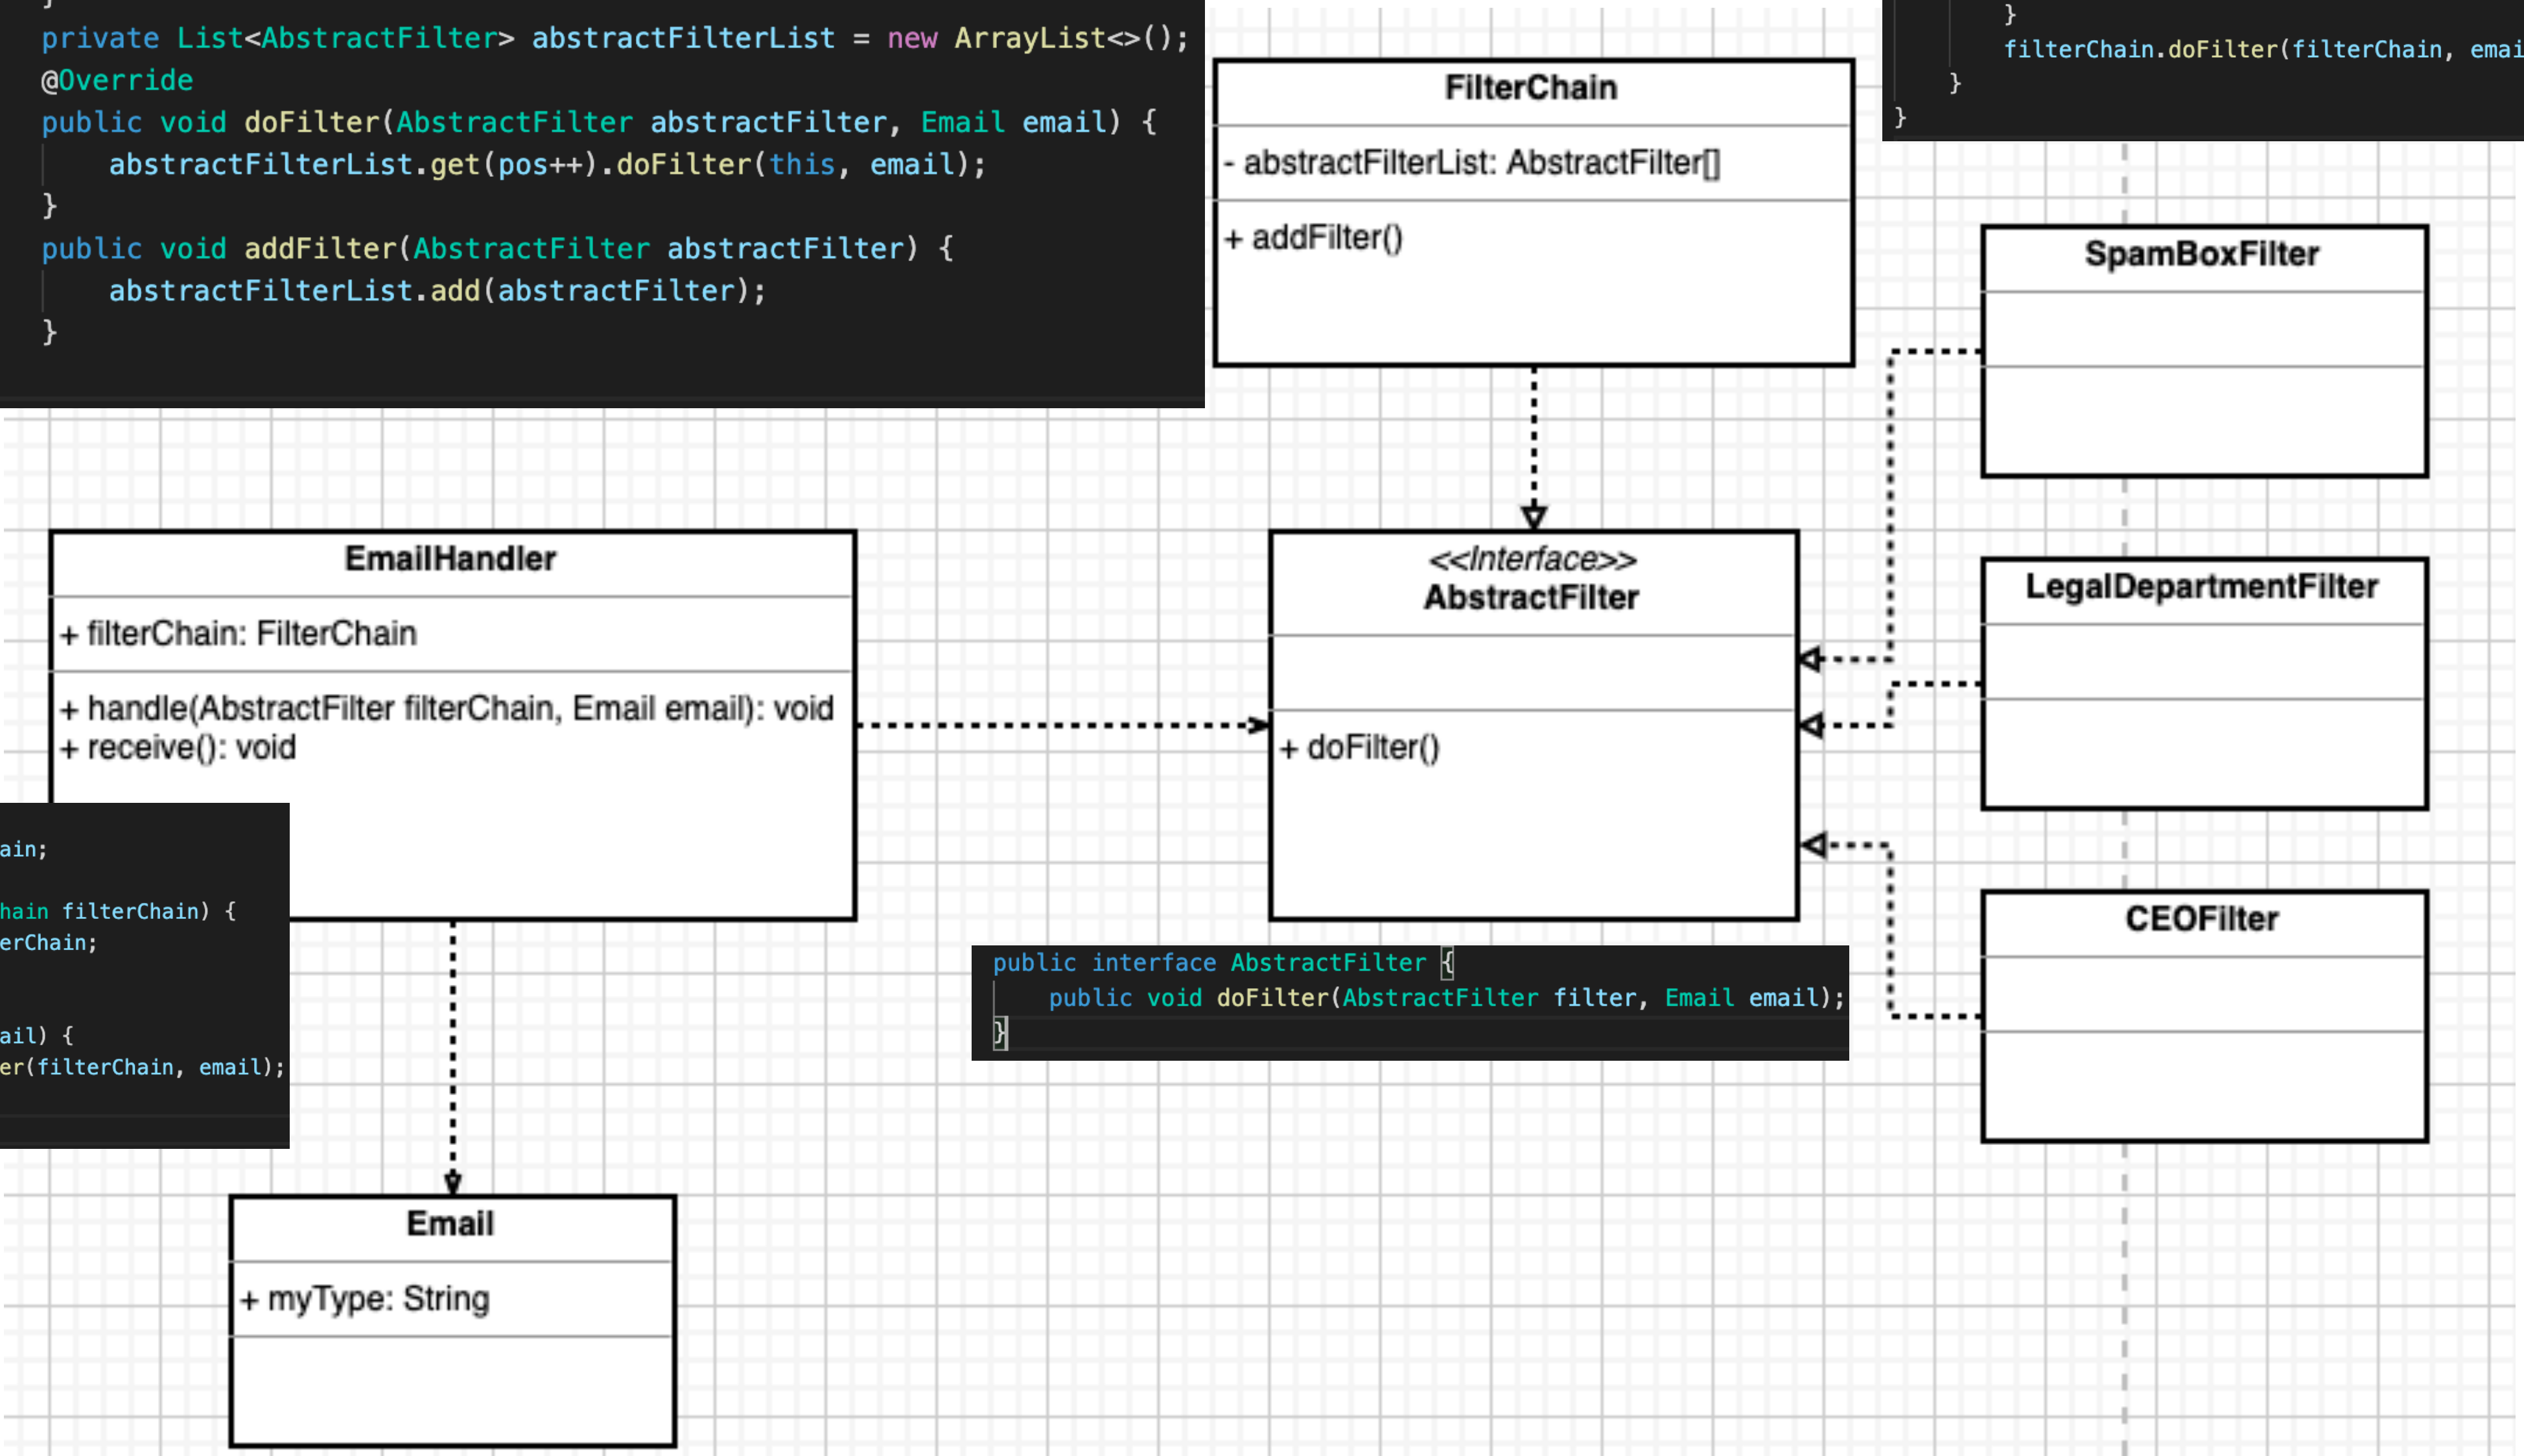 }
private List<AbstractFilter> abstractFilterList = new ArrayList<>();
@Override
public void doFilter(AbstractFilter abstractFilter, Email email) {
abstractFilterList.get(pos++).doFilter(this, email);
}
public void addFilter(AbstractFilter abstractFilter) {
abstractFilterList.add(abstractFilter);
}
FilterChain
- abstractFilterList: AbstractFilter[]
+ addFilter()
}
filterChain.doFilter(filterChain, emai
}
}
SpamBoxFilter
EmailHandler
+ filterChain: FilterChain
+ handle(AbstractFilter filterChain, Email email): void
+ receive(): void
<<Interface>>
AbstractFilter
+ doFilter()
LegalDepartmentFilter
ain;
hain filterChain) {
erChain;
ail) {
er(filterChain, email);
public interface AbstractFilter {
public void doFilter(AbstractFilter filter, Email email);
}
CEOFilter
Email
+ myType: String